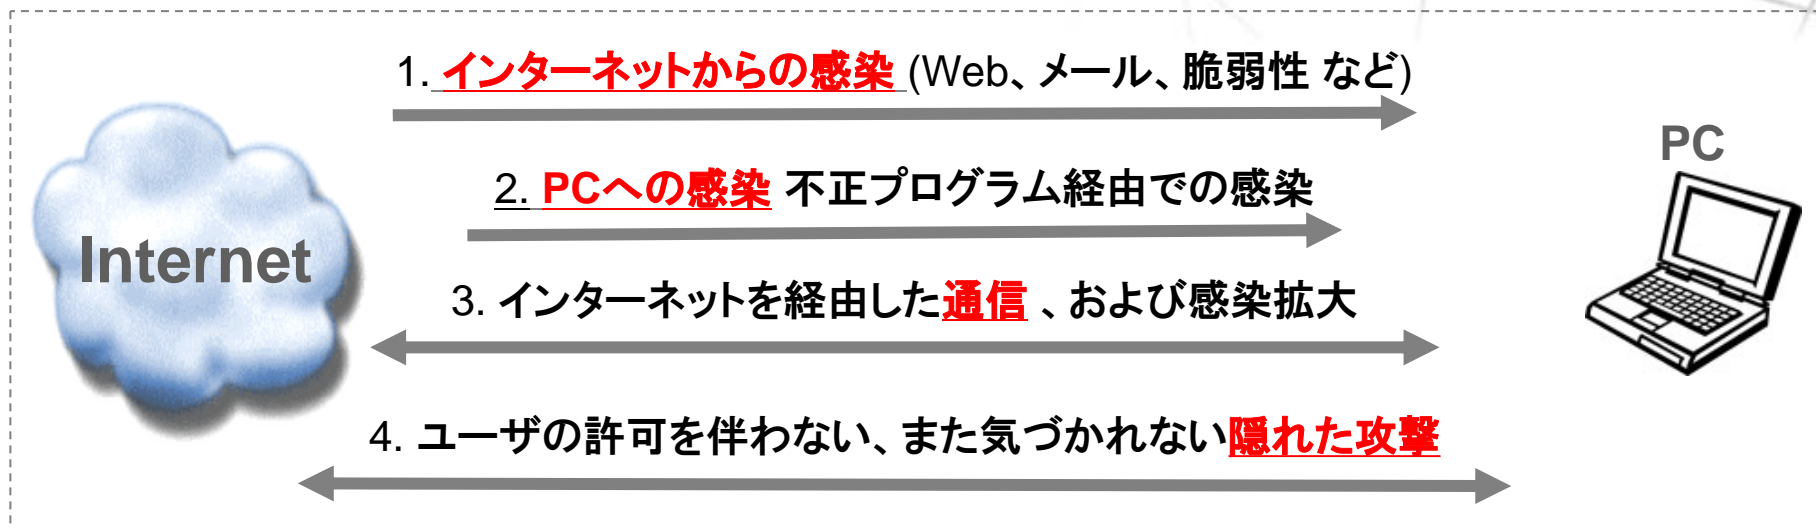 1. インターネットからの感染 (Web、メール、脆弱性 など)
PC
2. PCへの感染 不正プログラム経由での感染
Internet
3. インターネットを経由した通信 、および感染拡大
4. ユーザの許可を伴わない、また気づかれない隠れた攻撃